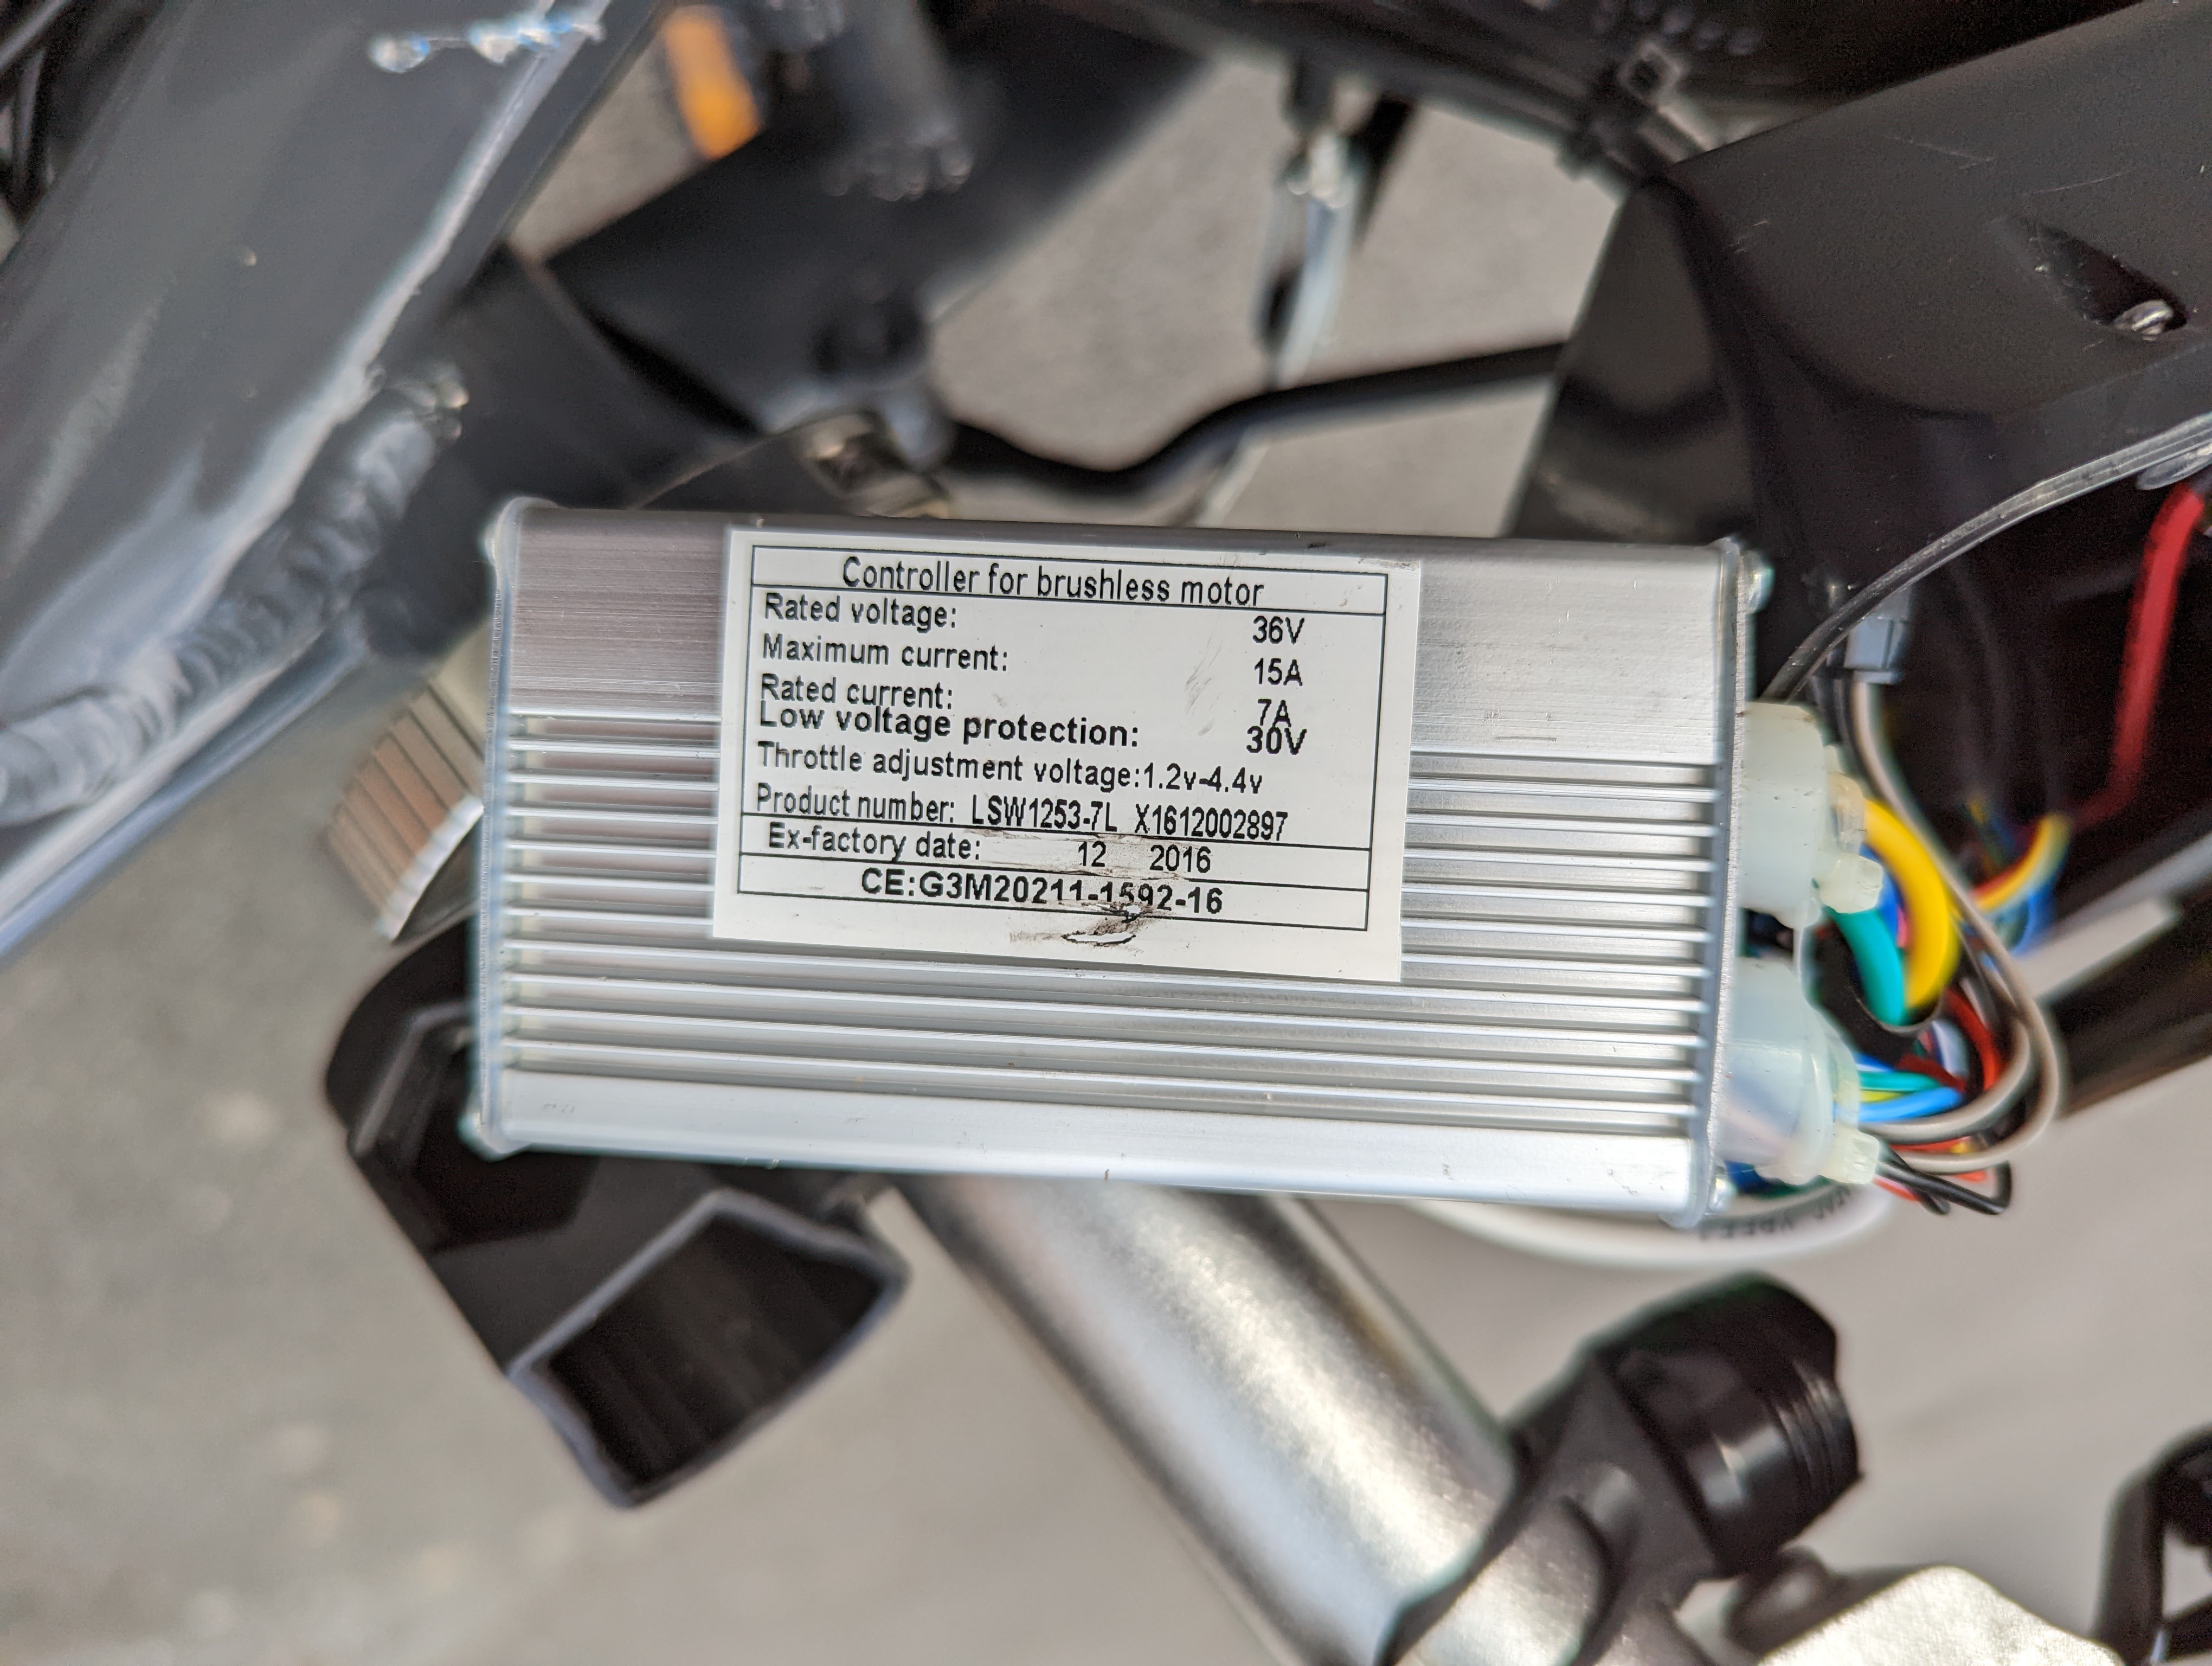 Controller for brushless motor
Rated voltage: 36V
Maximum current: 15A
Rated current: 7A
Low voltage protection: 30V
Throttle adjustment voltage:1.2v-4.4v
Product number: LSW1253-7L X1612002897
Ex-factory date: 12 2016
CE:G3M20211-1592-16